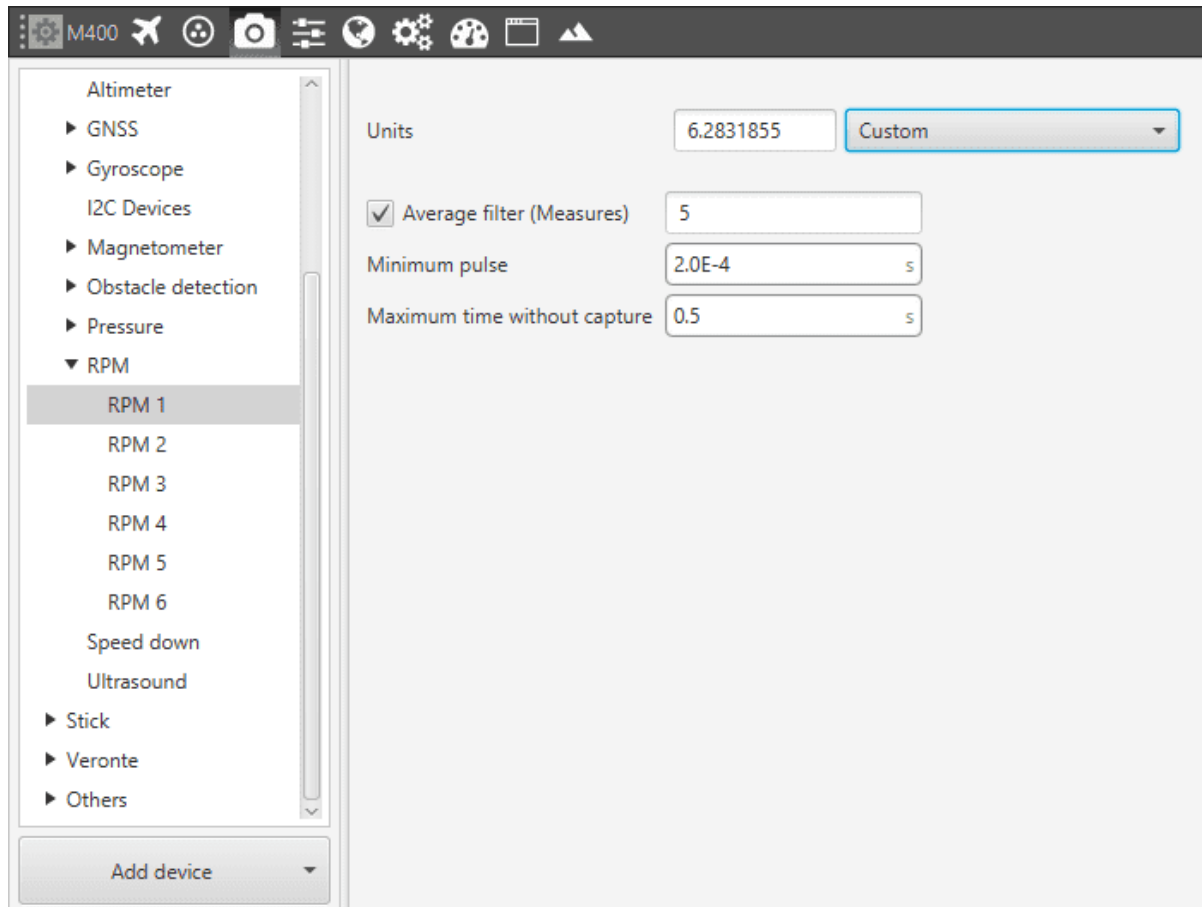 M400
Altimeter
GNSS
Gyroscope
I2C Devices
Magnetometer
Obstacle detection
Pressure
RPM
RPM 1
RPM 2
RPM 3
RPM 4
RPM 5
RPM 6
Speed down
Ultrasound
Stick
Veronte
Others
Add device
Units 6.2831855 Custom
Average filter (Measures) 5
Minimum pulse 2.0E-4 s
Maximum time without capture 0.5 s